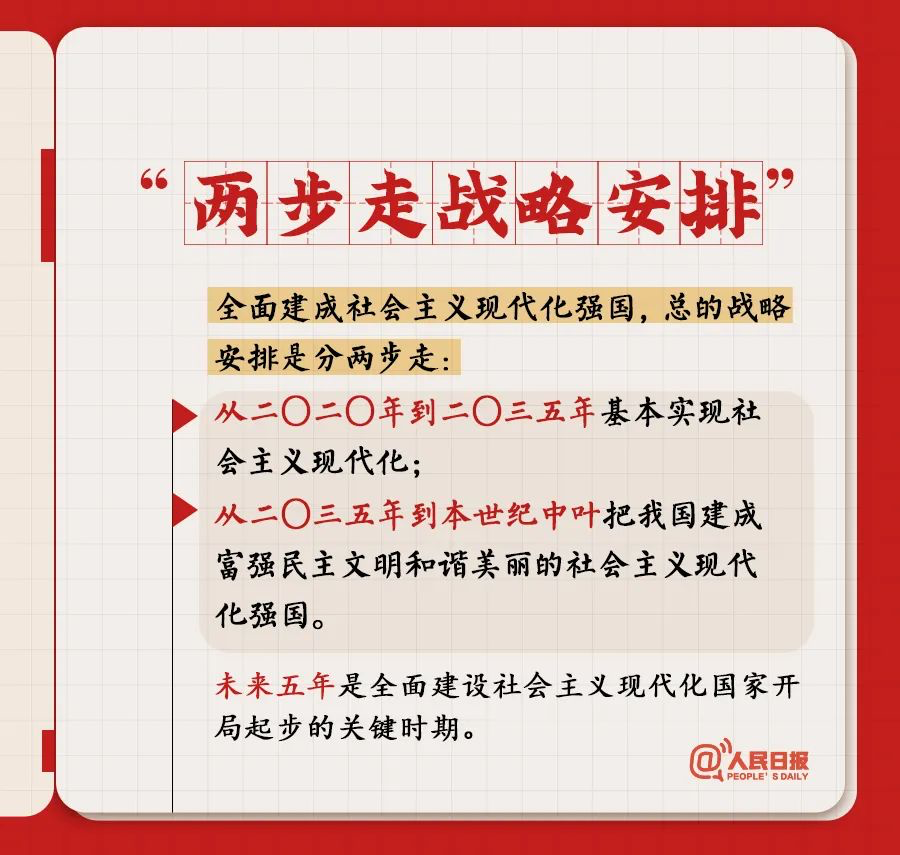 “两步走战略安排”
全面建成社会主义现代化强国，总的战略
安排是分两步走：
从二〇二〇年到二〇三五年基本实现社
会主义现代化；
从二〇三五年到本世纪中叶把我国建成
富强民主文明和谐美丽的社会主义现代
化强国。
未来五年是全面建设社会主义现代化国家开
局起步的关键时期。
@人民日报
PEOPLE'S DAILY